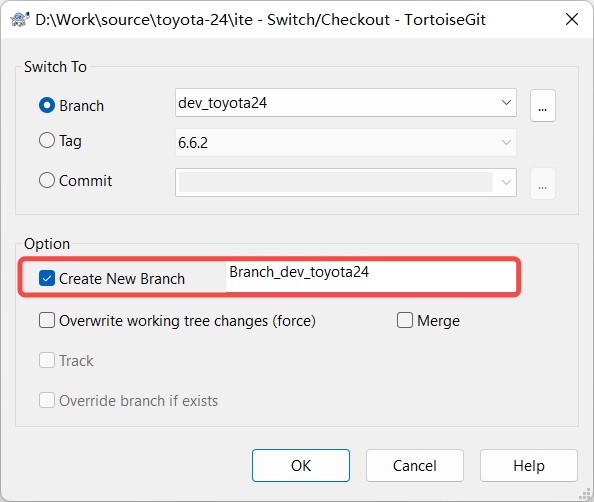 D:\Work\source\toyota-24\ite - Switch/Checkout - TortoiseGit
Switch To
Branch dev_toyota24 ...
Tag 6.6.2
Commit ...
Option
Create New Branch Branch_dev_toyota24
Overwrite working tree changes (force) Merge
Track
Override branch if exists
OK Cancel Help